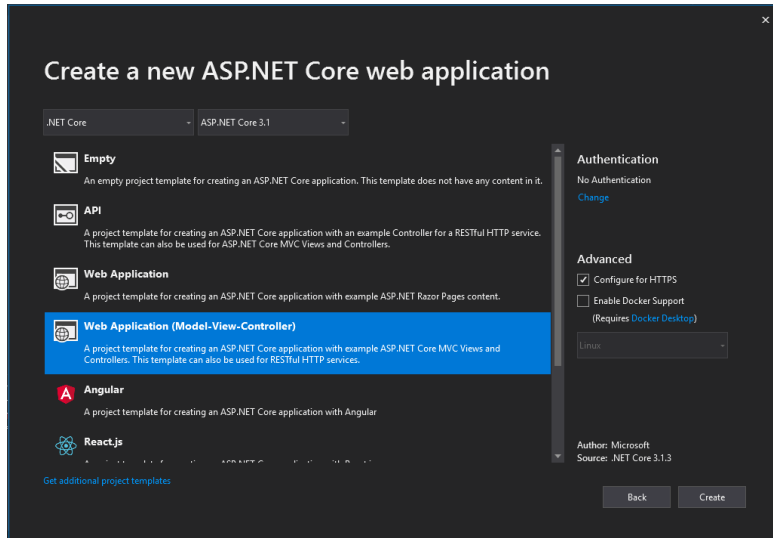 Create a new ASP.NET Core web application
.NET Core
ASP.NET Core 3.1
Empty
An empty project template for creating an ASP.NET Core application. This template does not have any content in it.
API
A project template for creating an ASP.NET Core application with an example Controller for a RESTful HTTP service.
This template can also be used for ASP.NET Core MVC Views and Controllers.
Web Application
A project template for creating an ASP.NET Core application with example ASP.NET Razor Pages content.
Web Application (Model-View-Controller)
A project template for creating an ASP.NET Core application with example ASP.NET Core MVC Views and
Controllers. This template can also be used for RESTful HTTP services.
Angular
A project template for creating an ASP.NET Core application with Angular
React.js
Get additional project templates
Authentication
No Authentication
Change
Advanced
Configure for HTTPS
Enable Docker Support
(Requires Docker Desktop)
Linux
Author: Microsoft
Source: .NET Core 3.1.3
Back
Create